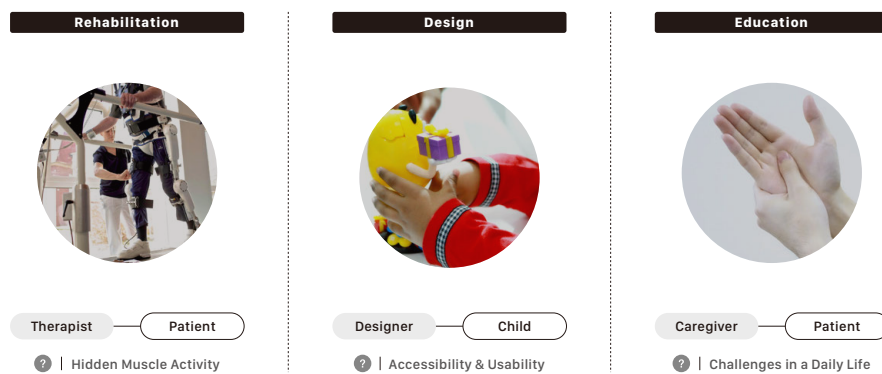 Rehabilitation
Therapist
Patient
? | Hidden Muscle Activity
Design
Designer
Child
? | Accessibility & Usability
Education
Caregiver
Patient
? | Challenges in a Daily Life